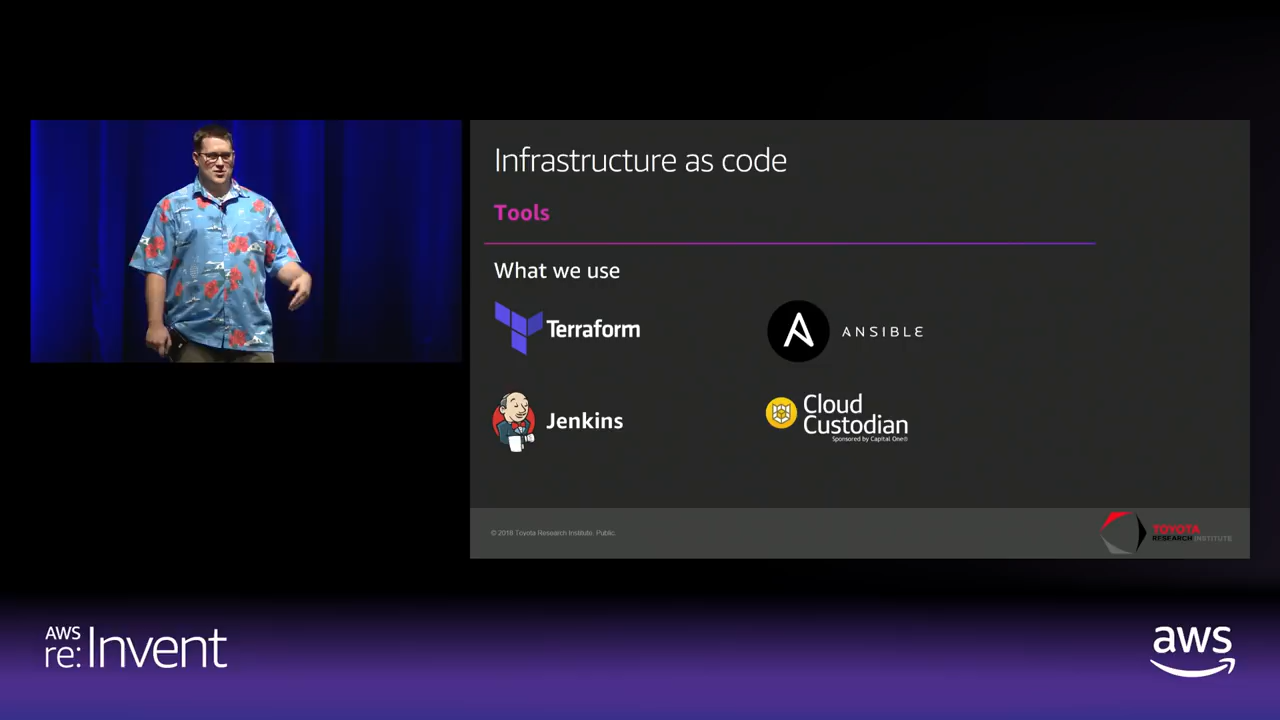 Infrastructure as code
Tools
What we use
Terraform
ANSIBLE
Jenkins
Cloud
Custodian
Sponsored by Capital One®
© 2018 Toyota Research Institute. Public.
TOYOTA
RESEARCH INSTITUTE
AWS
re:Invent
aws